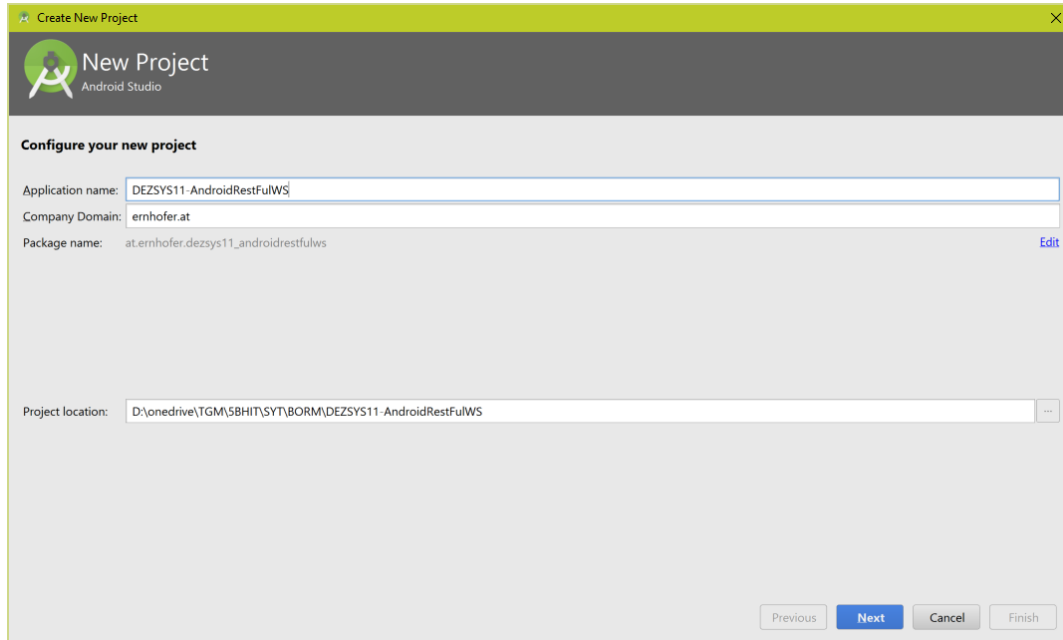 Create New Project
New Project
Android Studio
Configure your new project
Application name: DEZSYS11-AndroidRestFulWS
Company Domain: ernhofer.at
Package name: at.ernhofer.dezsys11_androidrestfulws Edit
Project location: D:\onedrive\TGM\5BHIT\SYT\BORM\DEZSYS11-AndroidRestFulWS ...
Previous Next Cancel Finish